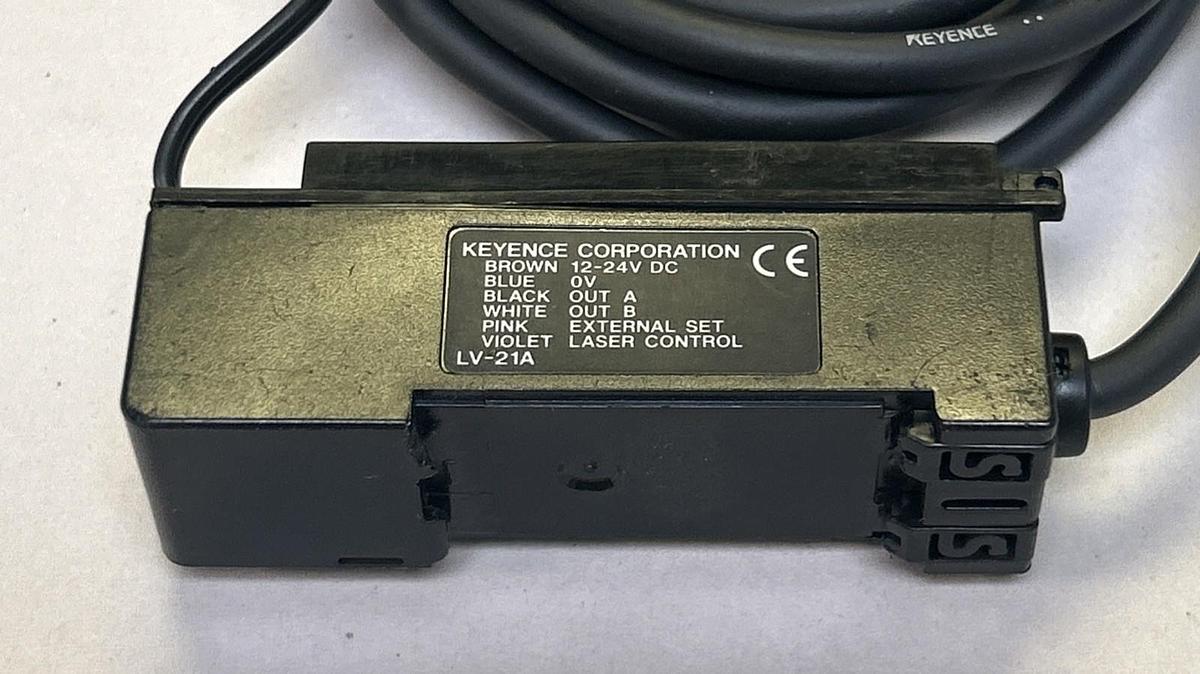 KEYENCE
KEYENCE CORPORATION CE
BROWN 12-24V DC
BLUE 0V
BLACK OUT A
WHITE OUT B
PINK EXTERNAL SET
VIOLET LASER CONTROL
LV-21A